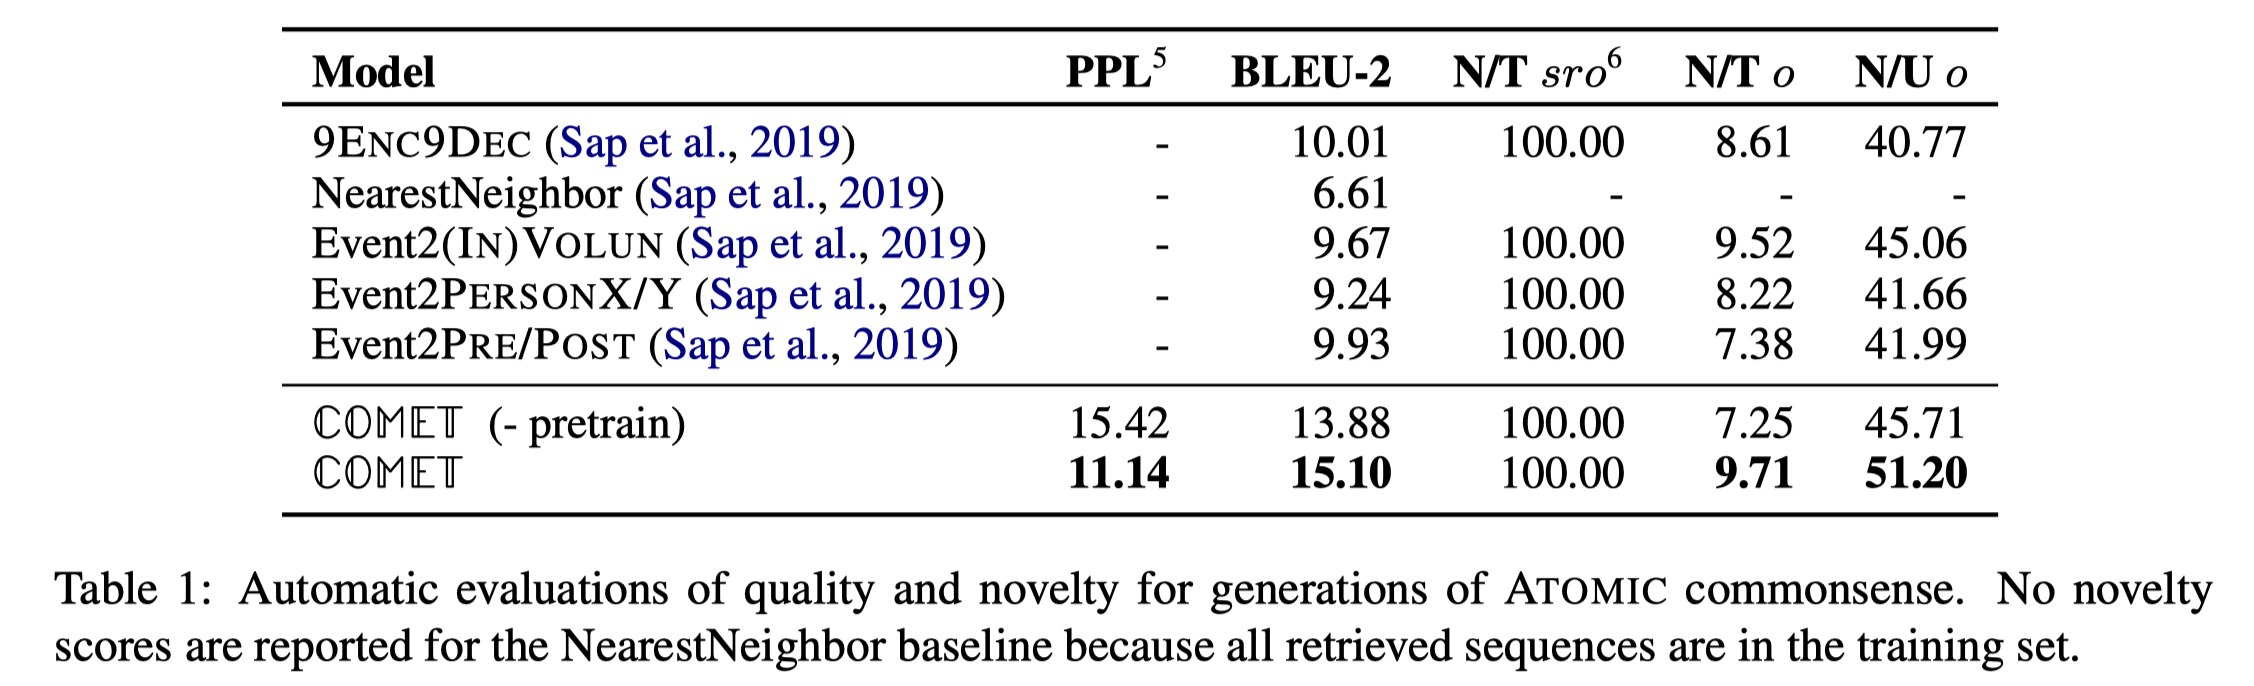 Model PPL⁵ BLEU-2 N/T sro⁶ N/T o N/U o
9ENC9DEC (Sap et al., 2019) - 10.01 100.00 8.61 40.77
NearestNeighbor (Sap et al., 2019) - 6.61 - - -
Event2(IN)VOLUN (Sap et al., 2019) - 9.67 100.00 9.52 45.06
Event2PERSONX/Y (Sap et al., 2019) - 9.24 100.00 8.22 41.66
Event2PRE/POST (Sap et al., 2019) - 9.93 100.00 7.38 41.99
COMET (- pretrain) 15.42 13.88 100.00 7.25 45.71
COMET 11.14 15.10 100.00 9.71 51.20
Table 1: Automatic evaluations of quality and novelty for generations of ATOMIC commonsense. No novelty
scores are reported for the NearestNeighbor baseline because all retrieved sequences are in the training set.